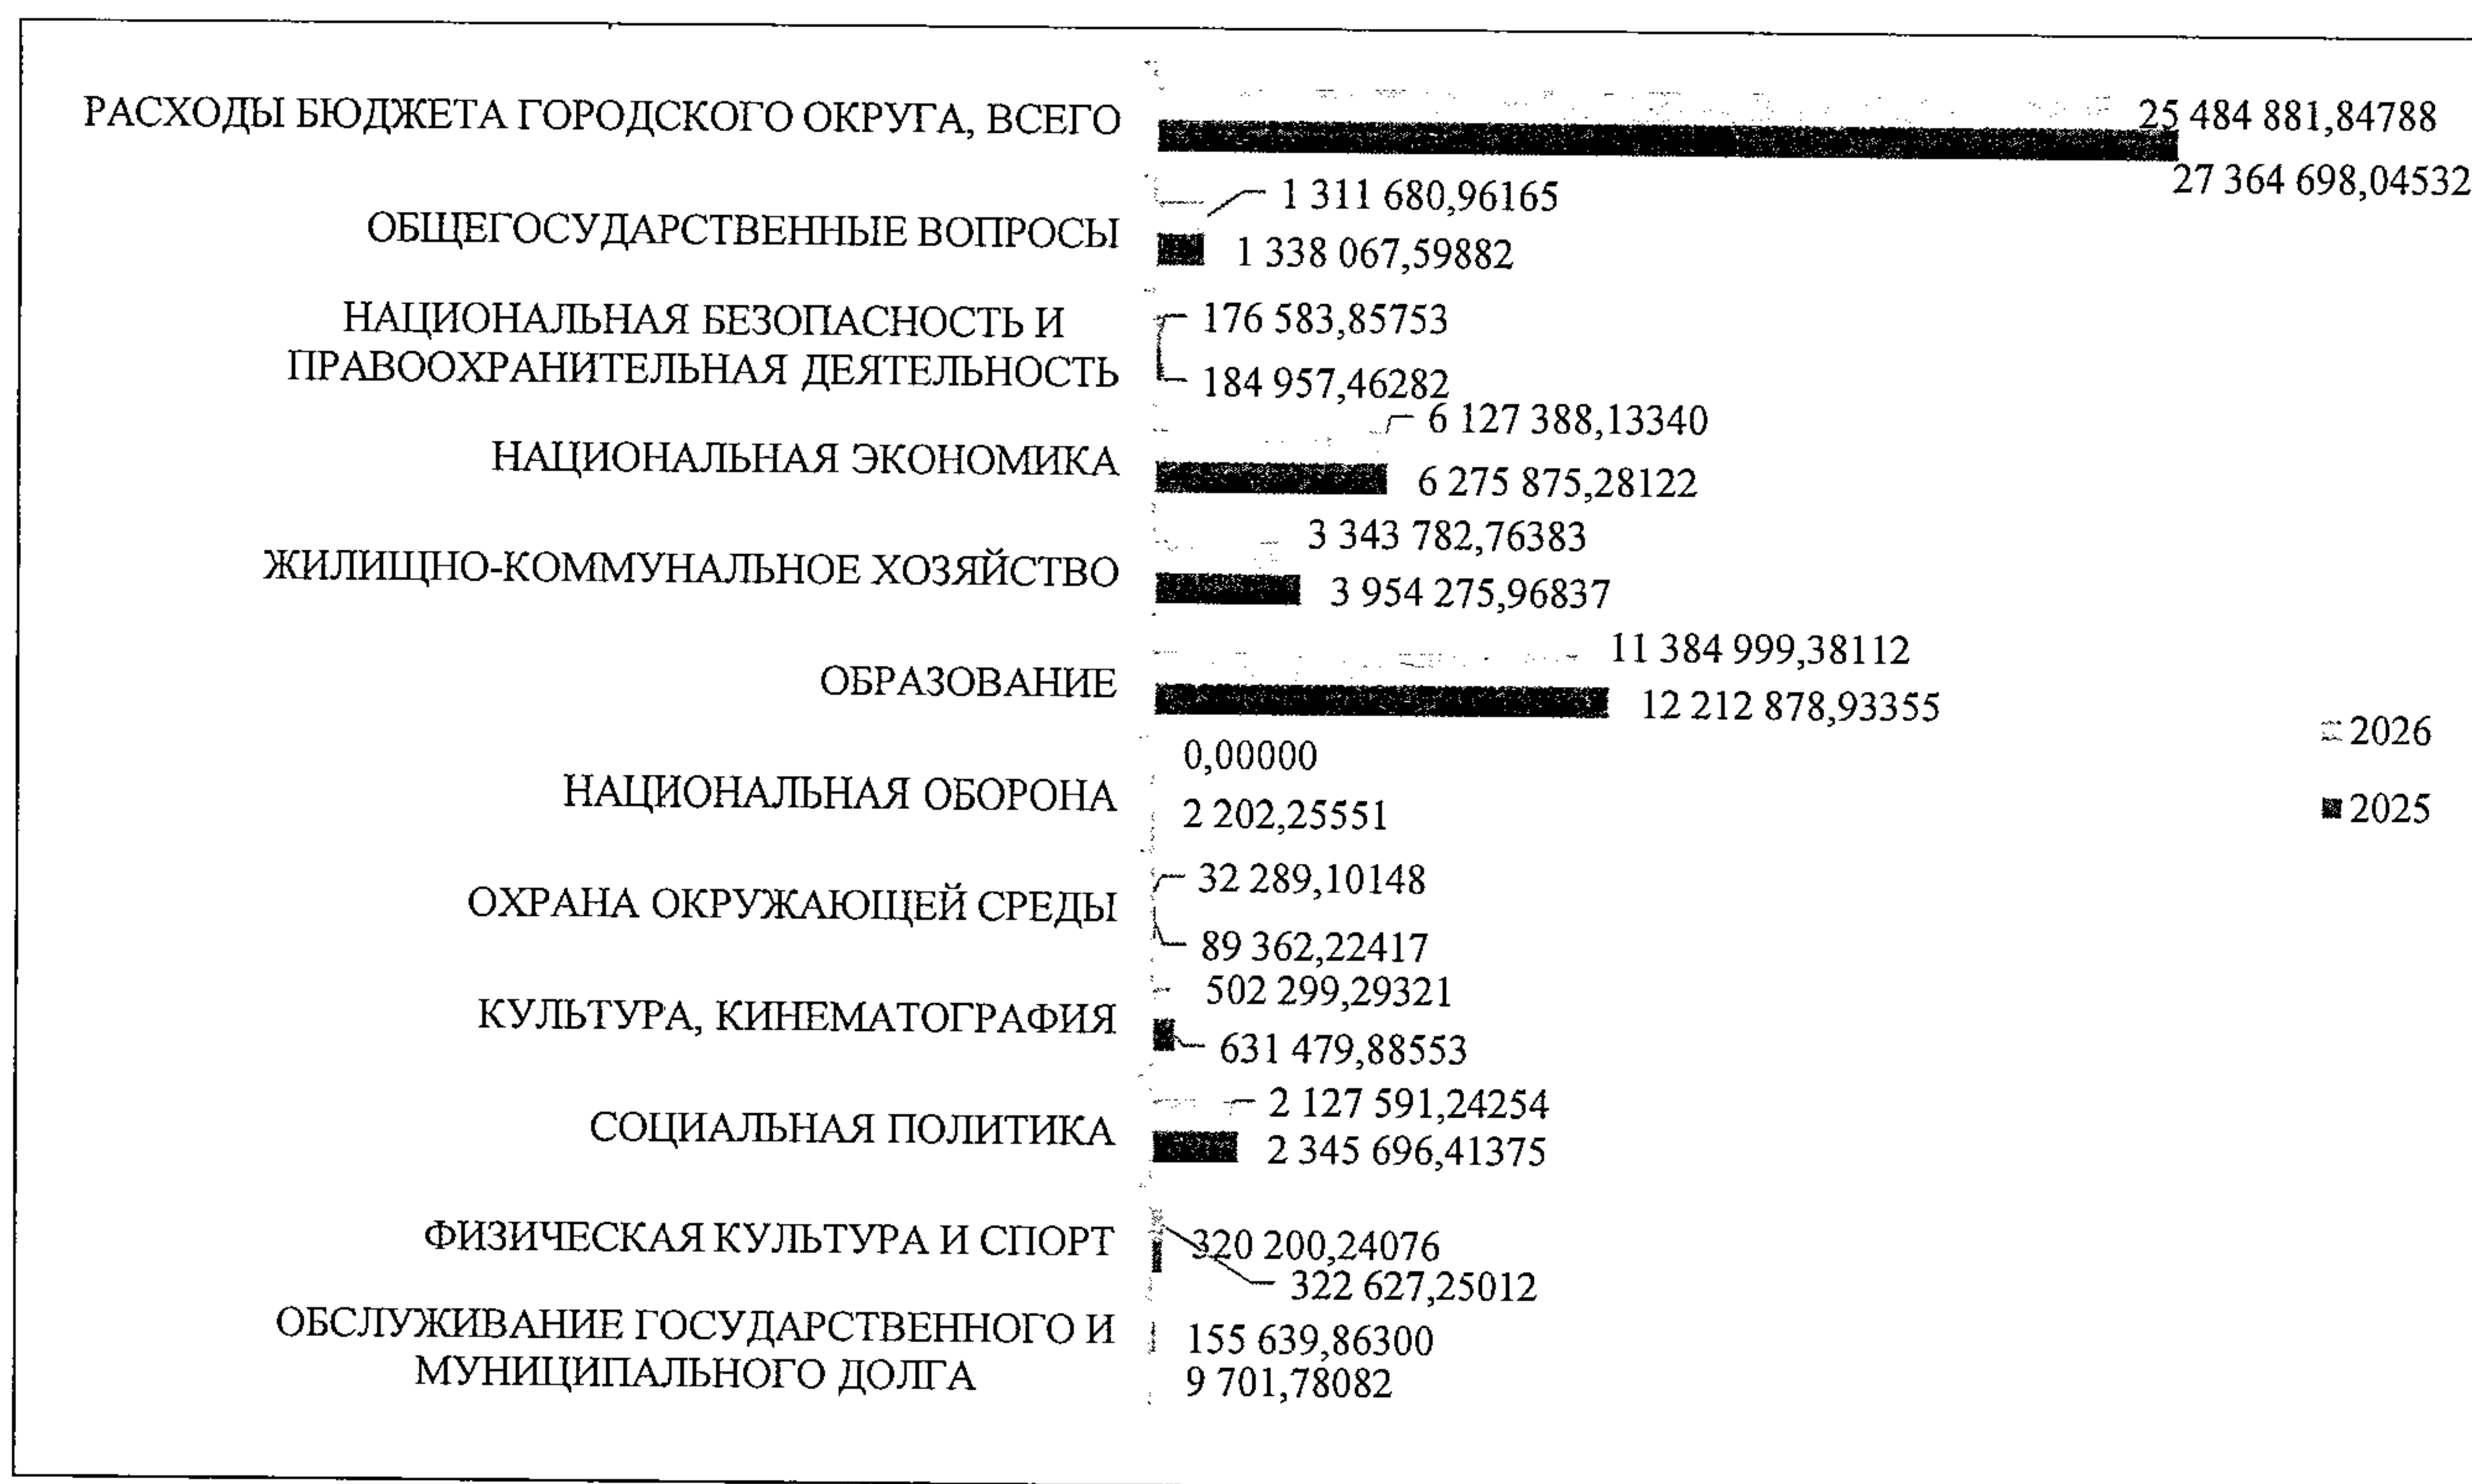 РАСХОДЫ БЮДЖЕТА ГОРОДСКОГО ОКРУГА, ВСЕГО
25 484 881,84788
27 364 698,04532
ОБЩЕГОСУДАРСТВЕННЫЕ ВОПРОСЫ
1 311 680,96165
1 338 067,59882
НАЦИОНАЛЬНАЯ БЕЗОПАСНОСТЬ И
ПРАВООХРАНИТЕЛЬНАЯ ДЕЯТЕЛЬНОСТЬ
176 583,85753
184 957,46282
НАЦИОНАЛЬНАЯ ЭКОНОМИКА
6 127 388,13340
6 275 875,28122
ЖИЛИЩНО-КОММУНАЛЬНОЕ ХОЗЯЙСТВО
3 343 782,76383
3 954 275,96837
ОБРАЗОВАНИЕ
11 384 999,38112
12 212 878,93355
НАЦИОНАЛЬНАЯ ОБОРОНА
0,00000
2 202,25551
ОХРАНА ОКРУЖАЮЩЕЙ СРЕДЫ
32 289,10148
89 362,22417
КУЛЬТУРА, КИНЕМАТОГРАФИЯ
502 299,29321
631 479,88553
СОЦИАЛЬНАЯ ПОЛИТИКА
2 127 591,24254
2 345 696,41375
ФИЗИЧЕСКАЯ КУЛЬТУРА И СПОРТ
320 200,24076
322 627,25012
ОБСЛУЖИВАНИЕ ГОСУДАРСТВЕННОГО И
МУНИЦИПАЛЬНОГО ДОЛГА
155 639,86300
9 701,78082
2026
2025